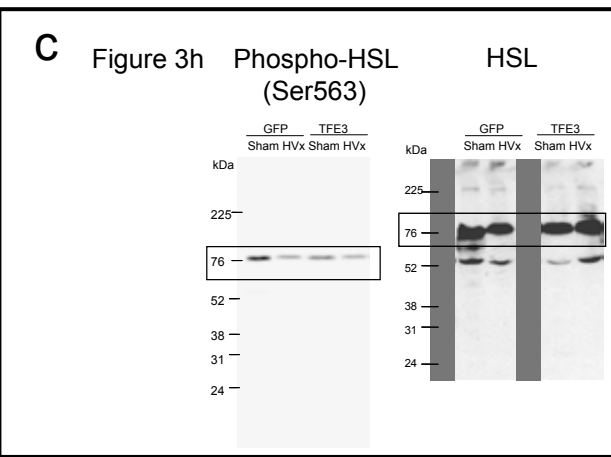 C
Figure 3h
Phospho-HSL
(Ser563)
HSL
GFP TFE3
Sham HVx Sham HVx
kDa
225
76
52
38
31
24
GFP TFE3
Sham HVx Sham HVx
kDa
225
76
52
38
31
24